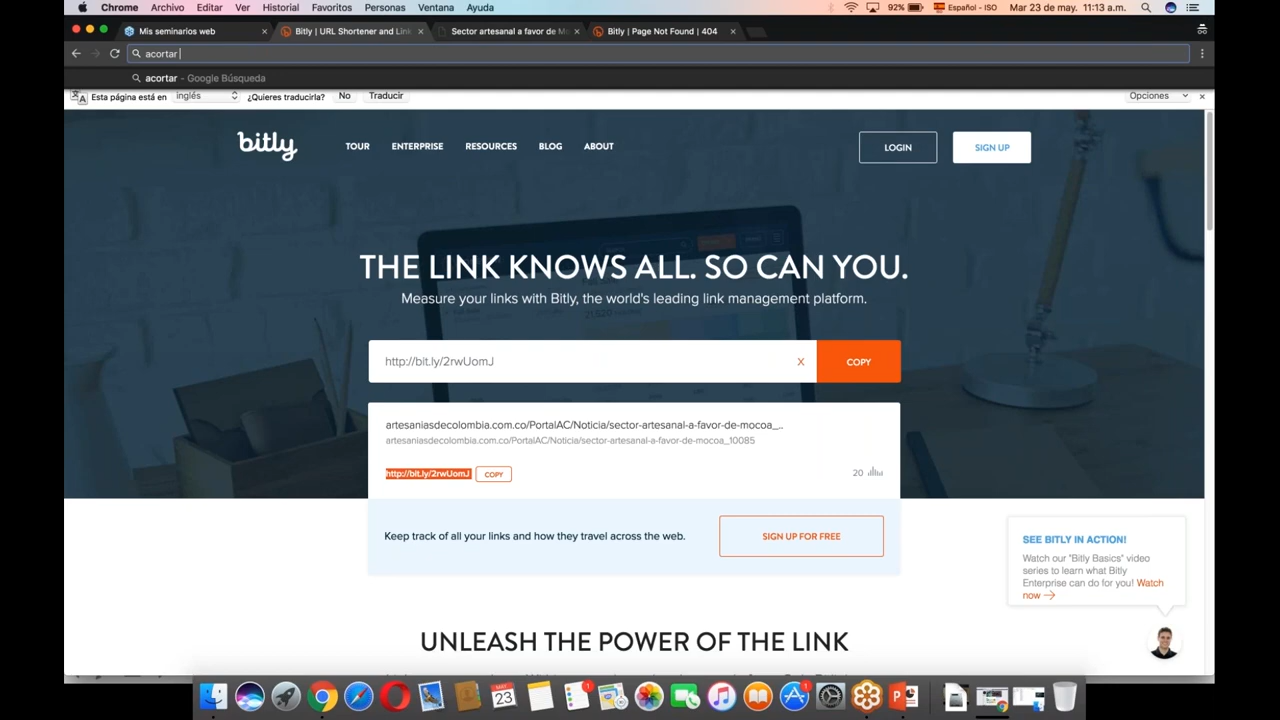 Chrome Archivo Editar Ver Historial Favoritos Personas Ventana Ayuda 92% Español - ISO Mar 23 de may. 11:13 a.m.
Mis seminarios web Bitly | URL Shortener and Link Sector artesanal a favor de M Bitly | Page Not Found | 404
acortar
acortar - Google Búsqueda
Esta página está en inglés ¿Quieres traducirla? No Traducir Opciones
bitly TOUR ENTERPRISE RESOURCES BLOG ABOUT LOGIN SIGN UP
THE LINK KNOWS ALL. SO CAN YOU.
Measure your links with Bitly, the world's leading link management platform.
http://bit.ly/2rwUomJ X COPY
artesaniasdecolombia.com.co/PortalAC/Noticia/sector-artesanal-a-favor-de-mocoa_..
artesaniasdecolombia.com.co/PortalAC/Noticia/sector-artesanal-a-favor-de-mocoa_10085
http://bit.ly/2rwUomJ COPY 20
Keep track of all your links and how they travel across the web. SIGN UP FOR FREE
SEE BITLY IN ACTION!
Watch our "Bitly Basics" video
series to learn what Bitly
Enterprise can do for you! Watch
now →
UNLEASH THE POWER OF THE LINK
MAY
23
1
1